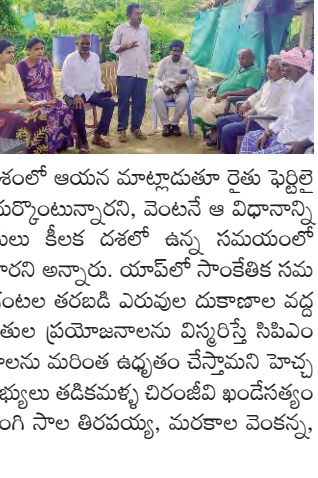 శంలో ఆయన మాట్లాడుతూ రైతు ఫెర్టిలై
ఎదుర్కొంటున్నారని, వెంటనే ఆ విధానాన్ని
లు కీలక దశలో ఉన్న సమయంలో
ారని అన్నారు. యాప్‌లో సాంకేతిక సమ
గంటల తరబడి ఎరువుల దుకాణాల వద్ద
తుల ప్రయోజనాలను విస్మరిస్తే సిపిఎం
ాలను మరింత ఉధృతం చేస్తామని హెచ్చ
భ్యులు తడికమళ్ళ చిరంజీవి ఖండేసత్యం
ంగి సాల తిరపయ్య, మరకాల వెంకన్న,